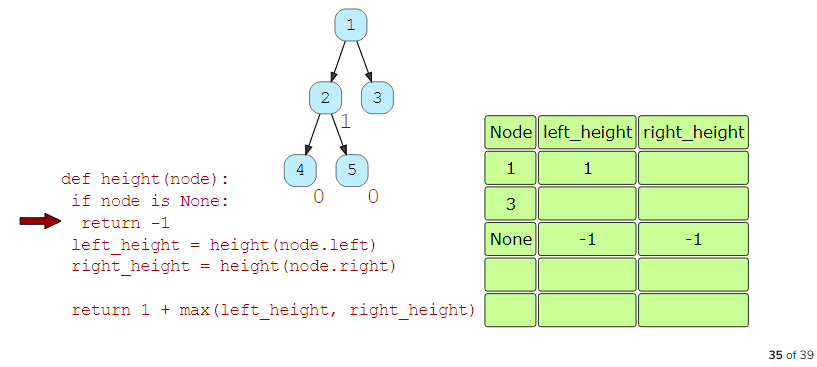 1
2
3
1
4
5
0
0
def height(node):
if node is None:
return -1
left_height = height(node.left)
right_height = height(node.right)
return 1 + max(left_height, right_height)
Node left_height right_height
1 1
3
None -1 -1
35 of 39